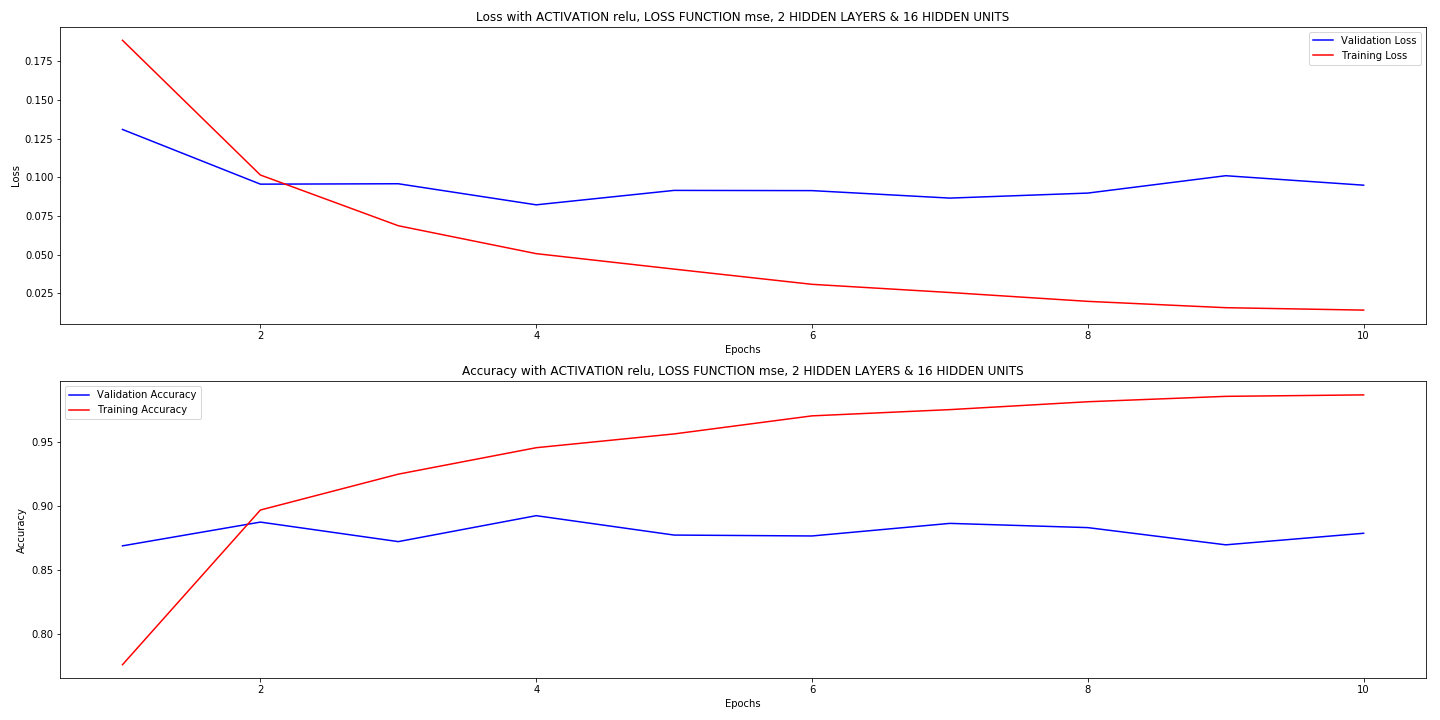 Loss with ACTIVATION relu, LOSS FUNCTION mse, 2 HIDDEN LAYERS & 16 HIDDEN UNITS
Validation Loss
Training Loss
0.175
0.150
0.125
0.100
0.075
0.050
0.025
Loss
2 4 6 8 10
Epochs
Accuracy with ACTIVATION relu, LOSS FUNCTION mse, 2 HIDDEN LAYERS & 16 HIDDEN UNITS
Validation Accuracy
Training Accuracy
0.95
0.90
0.85
0.80
Accuracy
2 4 6 8 10
Epochs